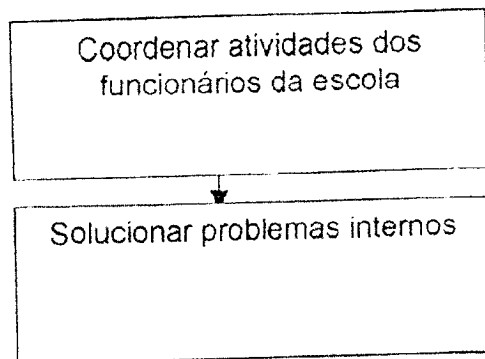 Coordenar atividades dos
funcionários da escola
Solucionar problemas internos